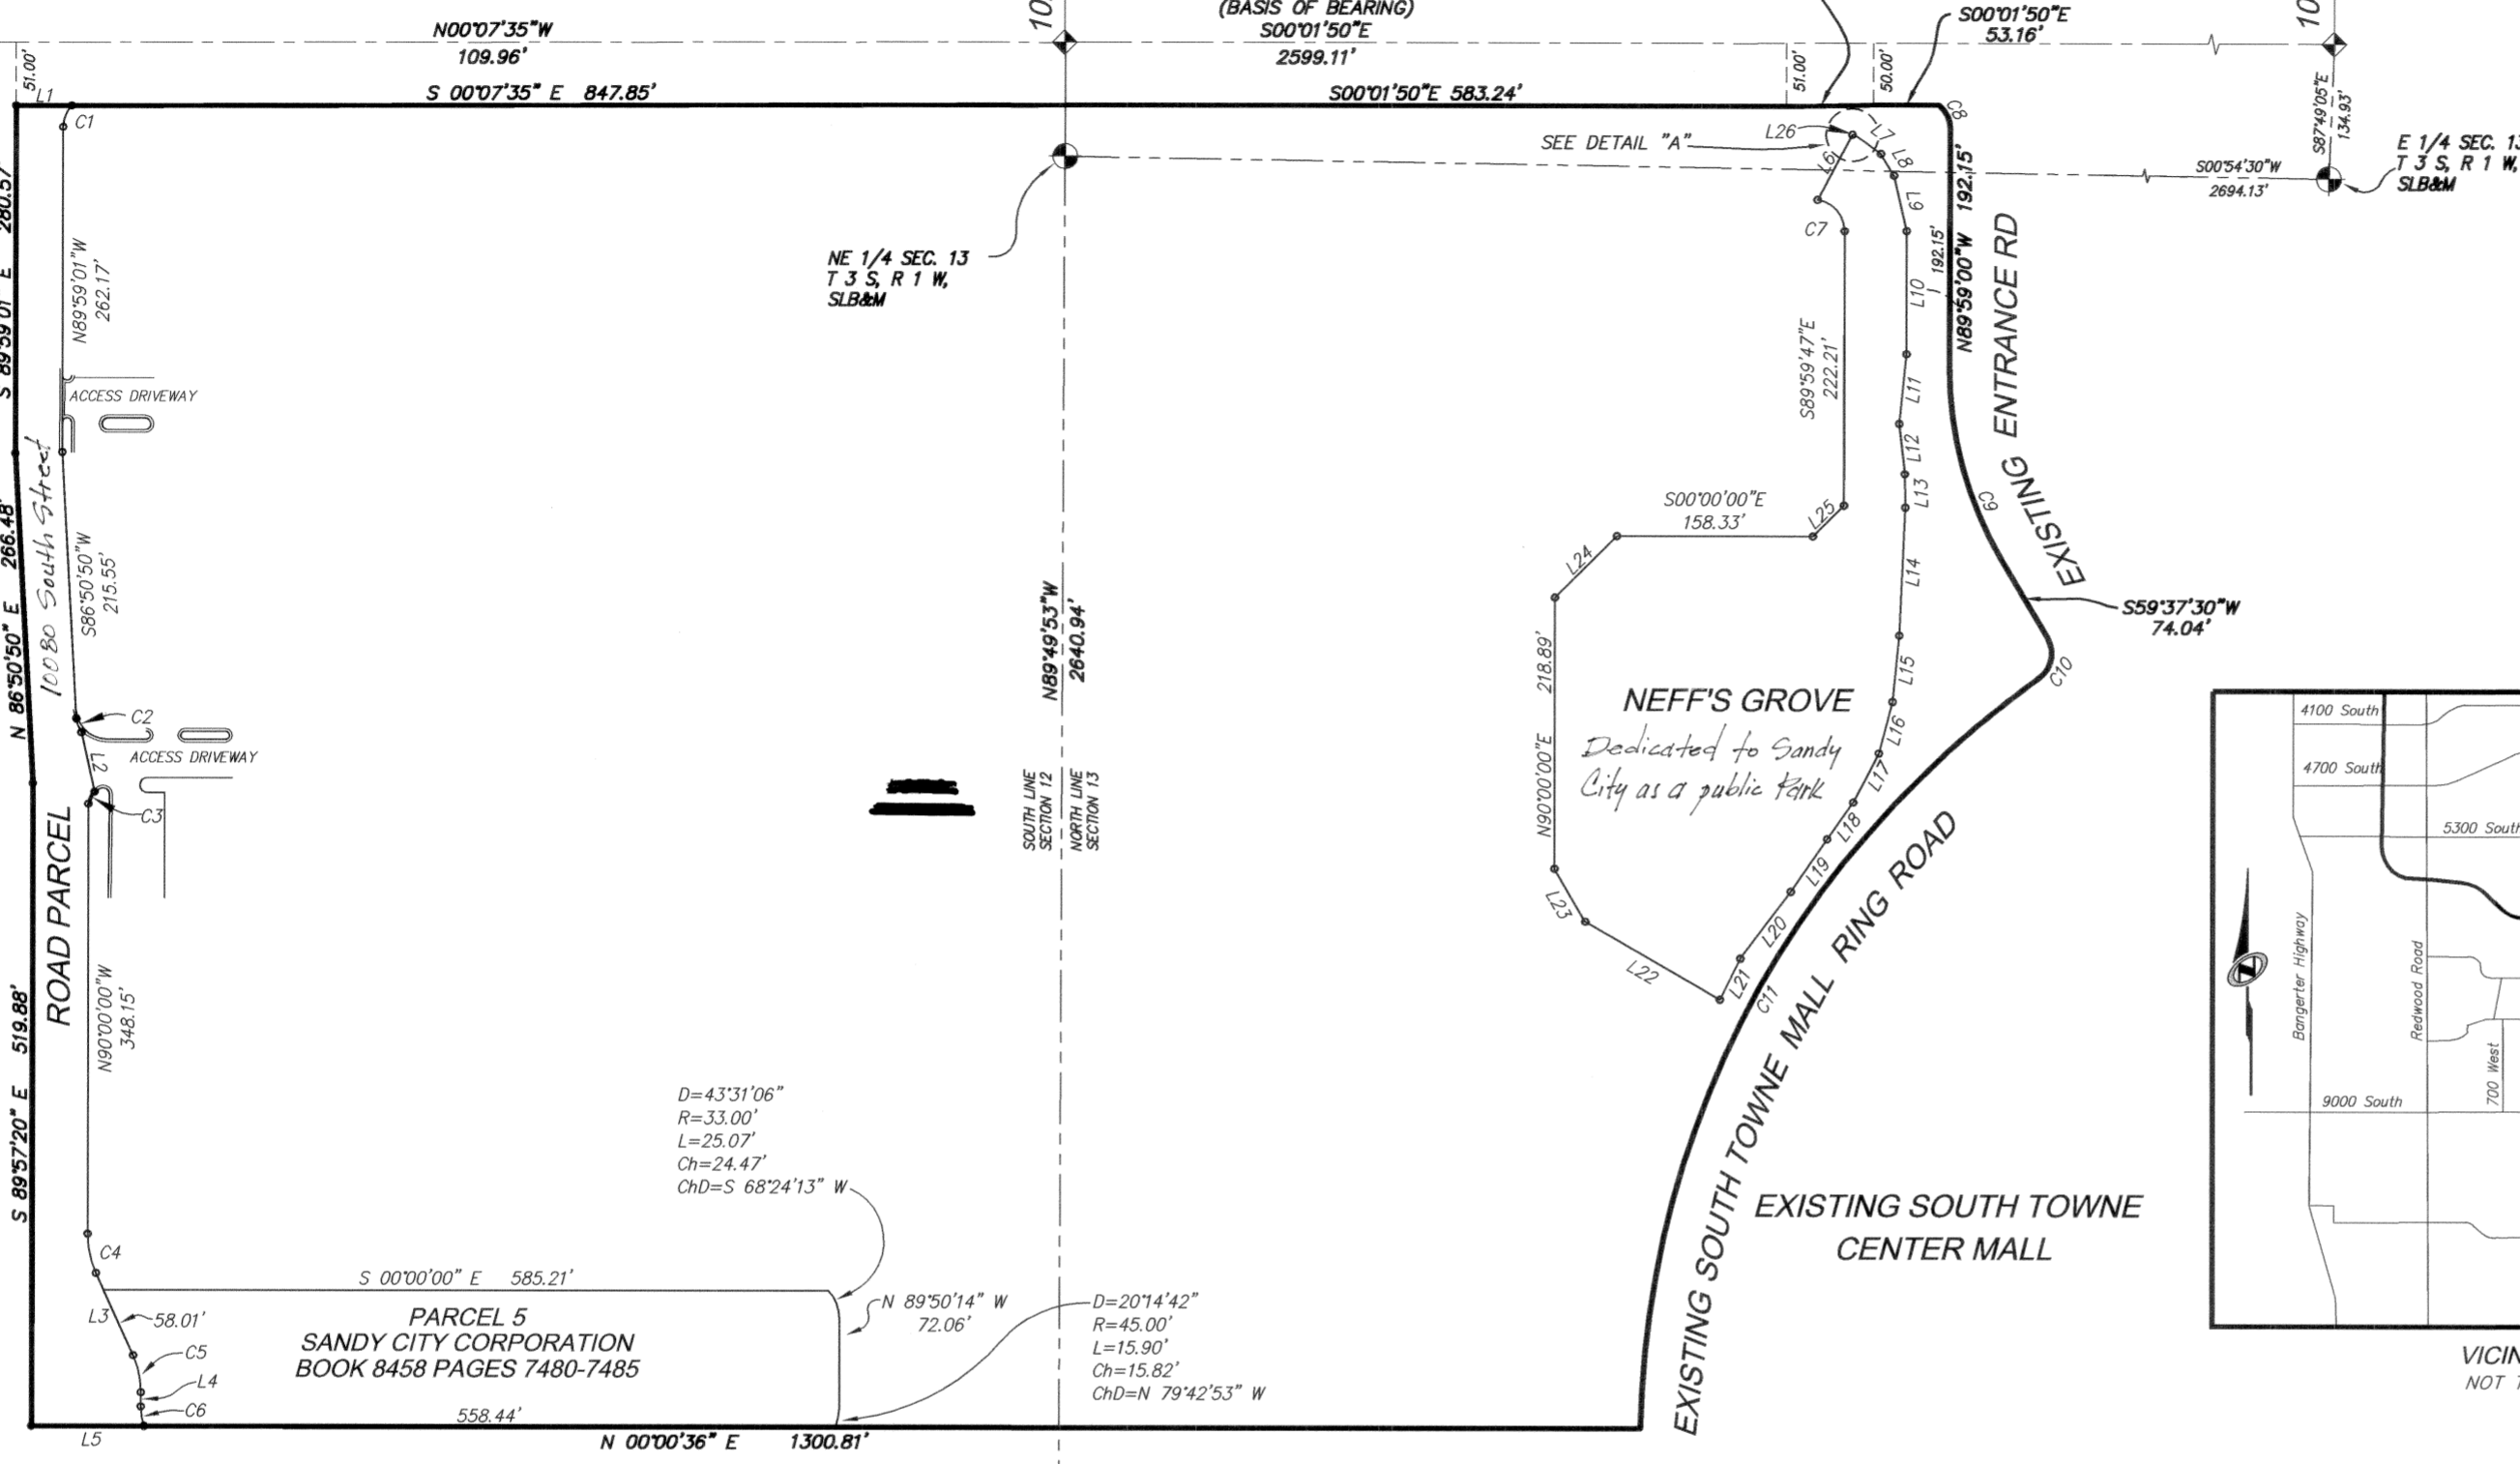 N00°07'35"W
109.96'
51.00'
L1
S 00°07'35" E 847.85'
(BASIS OF BEARING)
S00°01'50"E
2599.11'
S00°01'50"E 583.24'
51.00'
50.00'
S00°01'50"E
53.16'
C8
S87°49'05"E
134.93'
S00°54'30"W
2694.13'
SLB&M
C1
L26
SEE DETAIL "A"
L6
L7
L8
L9
C7
L10
192.15'
N89°59'00"W 192.15'
EXISTING ENTRANCE RD
NE 1/4 SEC. 13
T 3 S, R 1 W,
SLB&M
N89°59'01"W
262.17'
ACCESS DRIVEWAY
10080 South Street
S86°50'50"W
215.55'
N 86°50'50" E 266.48'
C2
ACCESS DRIVEWAY
L2
C3
ROAD PARCEL
N90°00'00"W
348.15'
S 89°57'20" E 519.88'
C4
L3
58.01'
C5
L4
C6
L5
S89°59'47"E
222.21'
L11
L12
L13
L14
L15
L16
L17
L18
L19
L20
L21
L22
L23
L24
L25
S00°00'00"E
158.33'
N90°00'00"E 218.89'
NEFF'S GROVE
Dedicated to Sandy
City as a public Park
C9
S59°37'30"W
74.04'
C10
C11
N89°49'53"W
2640.94'
SOUTH LINE
SECTION 12
NORTH LINE
SECTION 13
EXISTING SOUTH TOWNE MALL RING ROAD
EXISTING SOUTH TOWNE
CENTER MALL
D=43°31'06"
R=33.00'
L=25.07'
Ch=24.47'
ChD=S 68°24'13" W
S 00°00'00" E 585.21'
PARCEL 5
SANDY CITY CORPORATION
BOOK 8458 PAGES 7480-7485
558.44'
N 89°50'14" W
72.06'
D=20°14'42"
R=45.00'
L=15.90'
Ch=15.82'
ChD=N 79°42'53" W
N 00°00'36" E 1300.81'
4100 South
4700 South
5300 South
Bangerter Highway
Redwood Road
700 West
9000 South
NOT